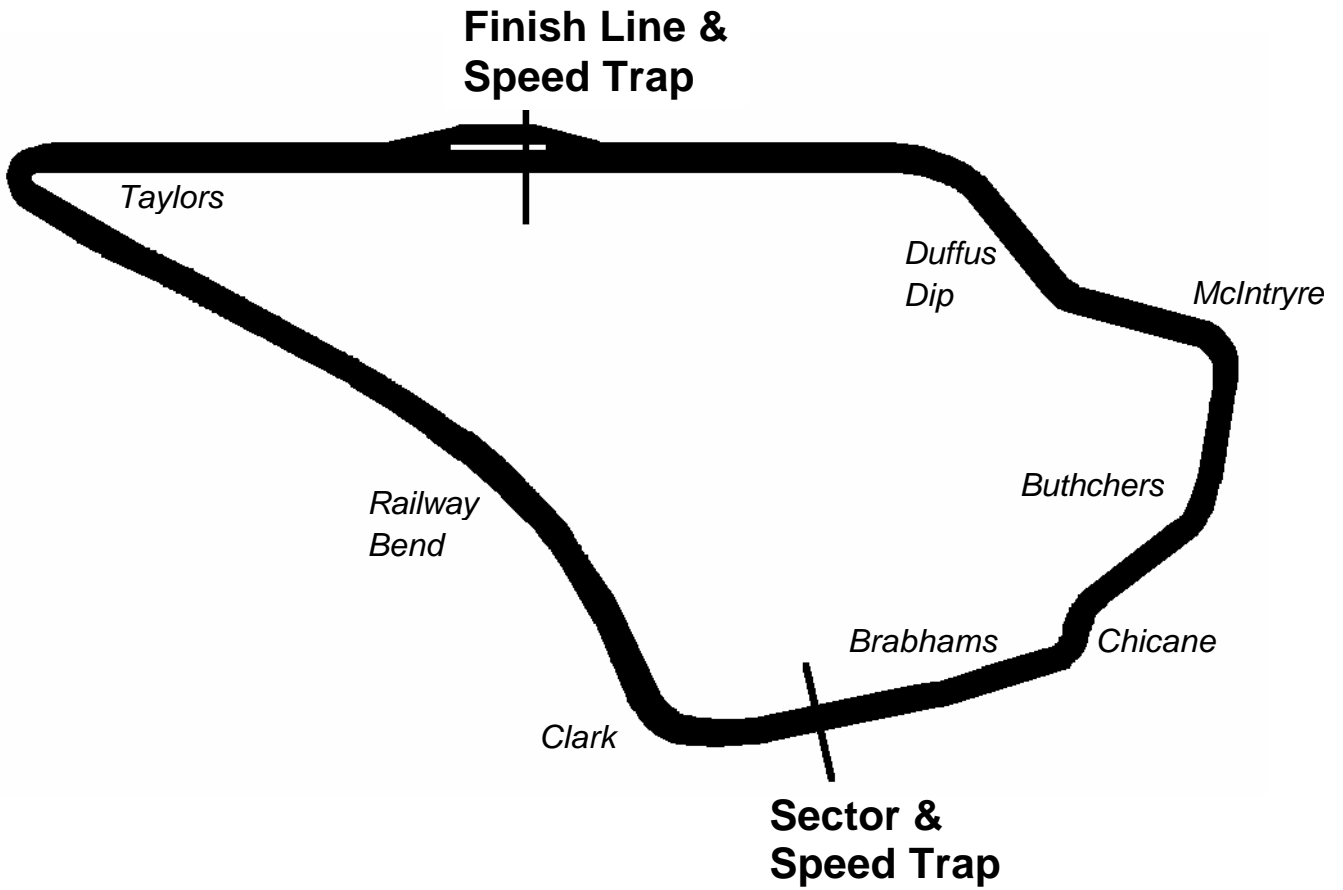 Finish Line &
Speed Trap
Taylors
Duffus
Dip
McIntryre
Buthchers
Railway
Bend
Brabhams
Chicane
Clark
Sector &
Speed Trap